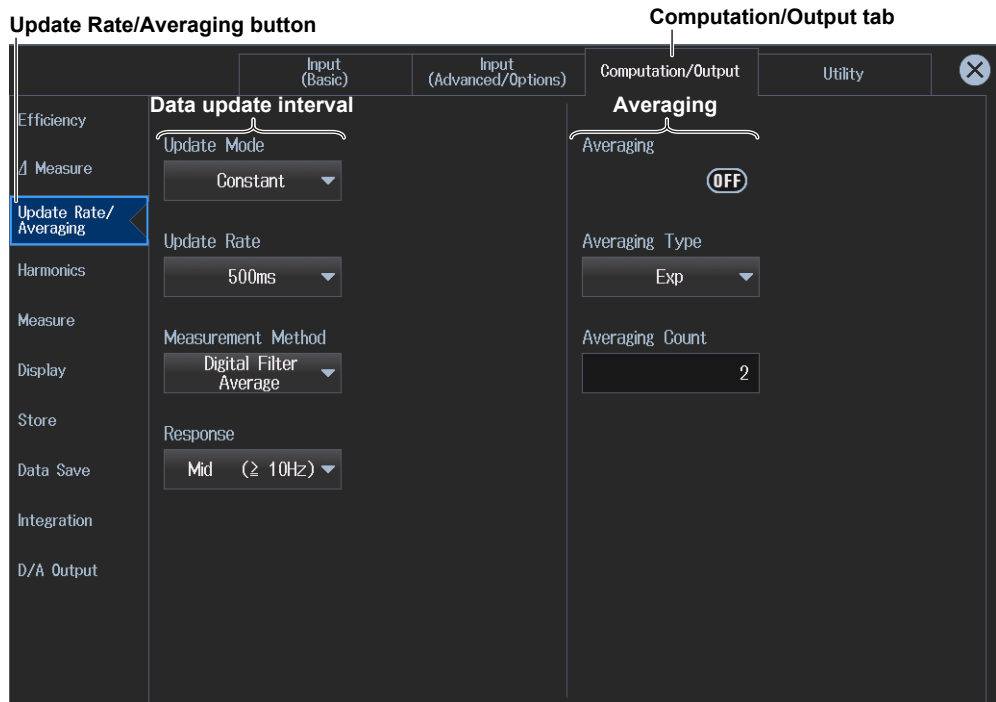 Update Rate/Averaging button
Computation/Output tab
Input
(Basic)
Input
(Advanced/Options)
Computation/Output
Utility
Data update interval
Averaging
Efficiency
Δ Measure
Update Rate/
Averaging
Harmonics
Measure
Display
Store
Data Save
Integration
D/A Output
Update Mode
Constant
Update Rate
500ms
Measurement Method
Digital Filter
Average
Response
Mid (≧ 10Hz)
Averaging
OFF
Averaging Type
Exp
Averaging Count
2